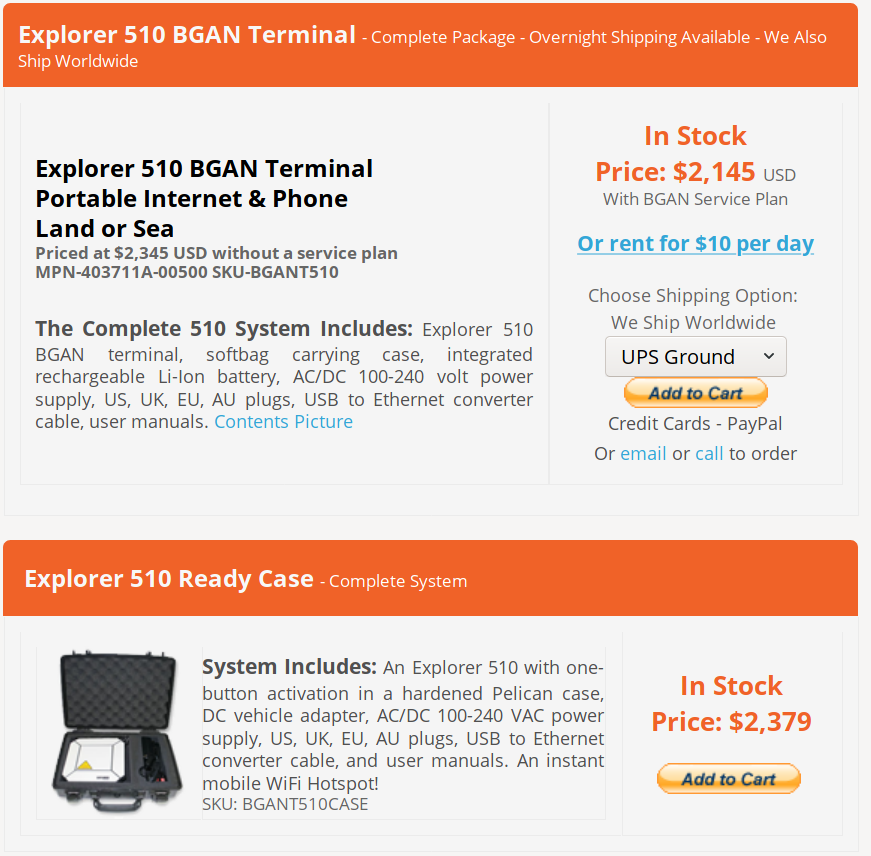 Explorer 510 BGAN Terminal - Complete Package - Overnight Shipping Available - We Also
Ship Worldwide
Explorer 510 BGAN Terminal
Portable Internet & Phone
Land or Sea
Priced at $2,345 USD without a service plan
MPN-403711A-00500 SKU-BGANT510
The Complete 510 System Includes: Explorer 510
BGAN terminal, softbag carrying case, integrated
rechargeable Li-Ion battery, AC/DC 100-240 volt power
supply, US, UK, EU, AU plugs, USB to Ethernet converter
cable, user manuals. Contents Picture
In Stock
Price: $2,145 USD
With BGAN Service Plan
Or rent for $10 per day
Choose Shipping Option:
We Ship Worldwide
UPS Ground
Add to Cart
Credit Cards - PayPal
Or email or call to order
Explorer 510 Ready Case - Complete System
System Includes: An Explorer 510 with one-
button activation in a hardened Pelican case,
DC vehicle adapter, AC/DC 100-240 VAC power
supply, US, UK, EU, AU plugs, USB to Ethernet
converter cable, and user manuals. An instant
mobile WiFi Hotspot!
SKU: BGANT510CASE
In Stock
Price: $2,379
Add to Cart